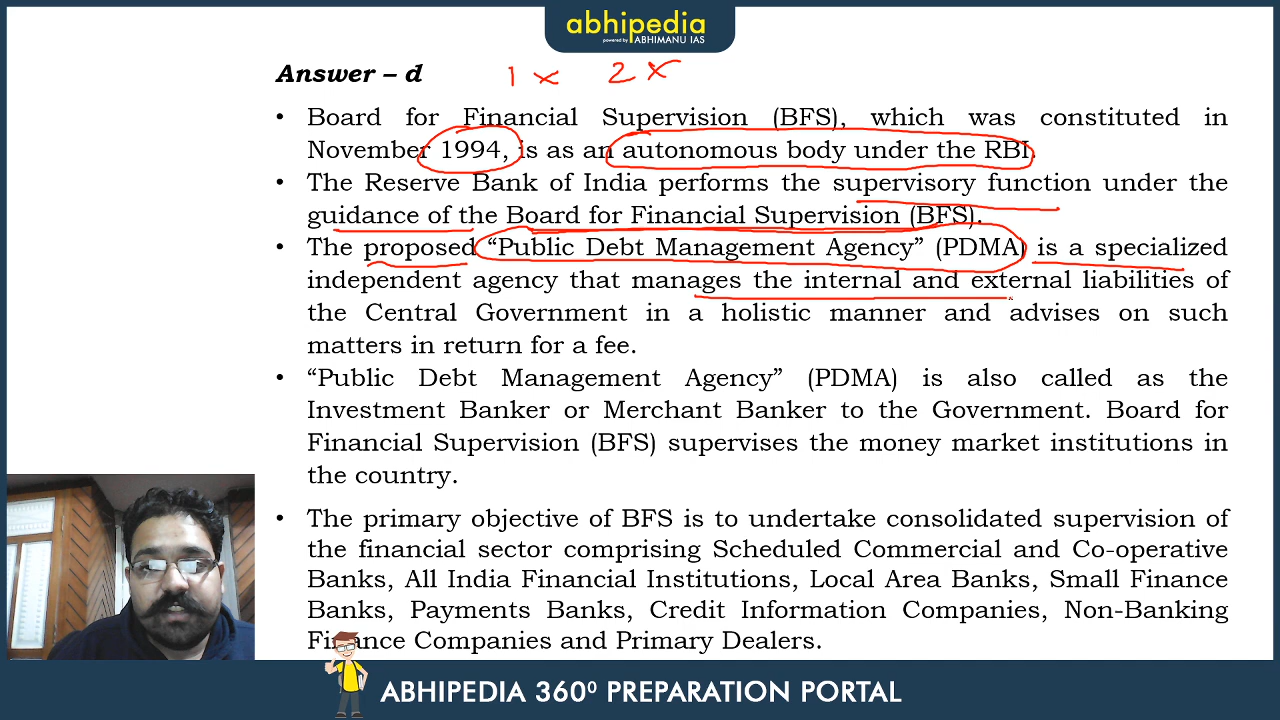 abhipedia
powered by ABHIMANU IAS
Answer – d 1 × 2 ×
• Board for Financial Supervision (BFS), which was constituted in
November 1994, is as an autonomous body under the RBI.
• The Reserve Bank of India performs the supervisory function under the
guidance of the Board for Financial Supervision (BFS).
• The proposed “Public Debt Management Agency” (PDMA) is a specialized
independent agency that manages the internal and external liabilities of
the Central Government in a holistic manner and advises on such
matters in return for a fee.
• “Public Debt Management Agency” (PDMA) is also called as the
Investment Banker or Merchant Banker to the Government. Board for
Financial Supervision (BFS) supervises the money market institutions in
the country.
• The primary objective of BFS is to undertake consolidated supervision of
the financial sector comprising Scheduled Commercial and Co-operative
Banks, All India Financial Institutions, Local Area Banks, Small Finance
Banks, Payments Banks, Credit Information Companies, Non-Banking
Finance Companies and Primary Dealers.
ABHIPEDIA 360⁰ PREPARATION PORTAL